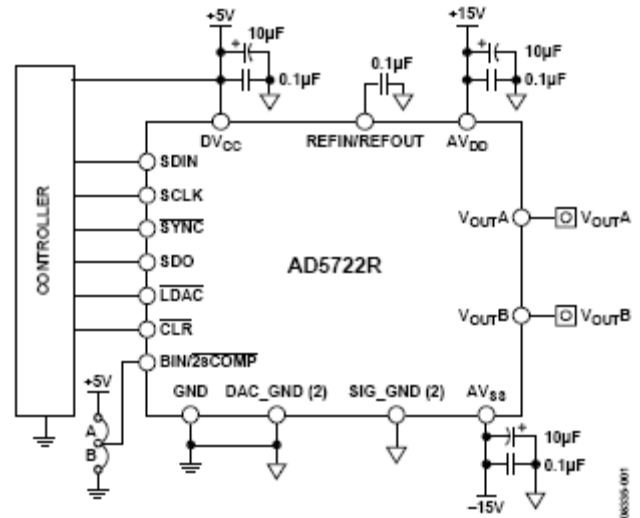 +5V
10µF
0.1µF
0.1µF
+15V
10µF
0.1µF
CONTROLLER
DVCC
REFIN/REFOUT
AVDD
SDIN
SCLK
SYNC
SDO
LDAC
CLR
BIN/2sCOMP
AD5722R
VOUTA
VOUTA
VOUTB
VOUTB
GND
DAC_GND (2)
SIG_GND (2)
AVSS
+5V
A
B
10µF
0.1µF
–15V
08335-001